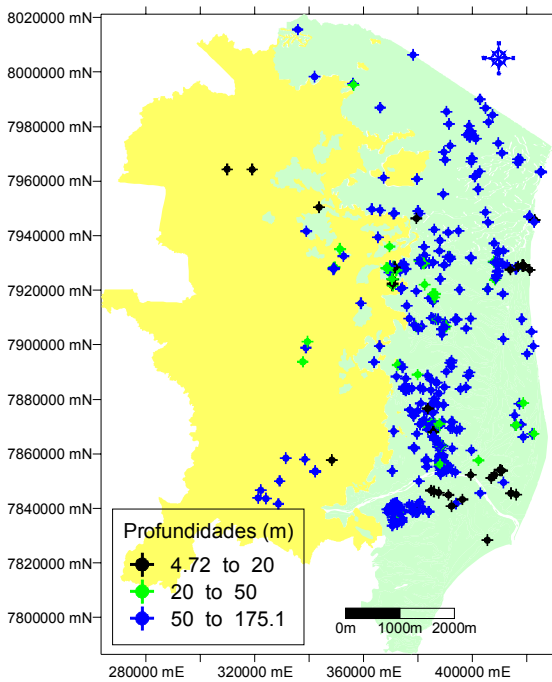 8020000 mN
8000000 mN
7980000 mN
7960000 mN
7940000 mN
7920000 mN
7900000 mN
7880000 mN
7860000 mN
7840000 mN
7820000 mN
7800000 mN
Profundidades (m)
4.72 to 20
20 to 50
50 to 175.1
0m 1000m 2000m
280000 mE 320000 mE 360000 mE 400000 mE